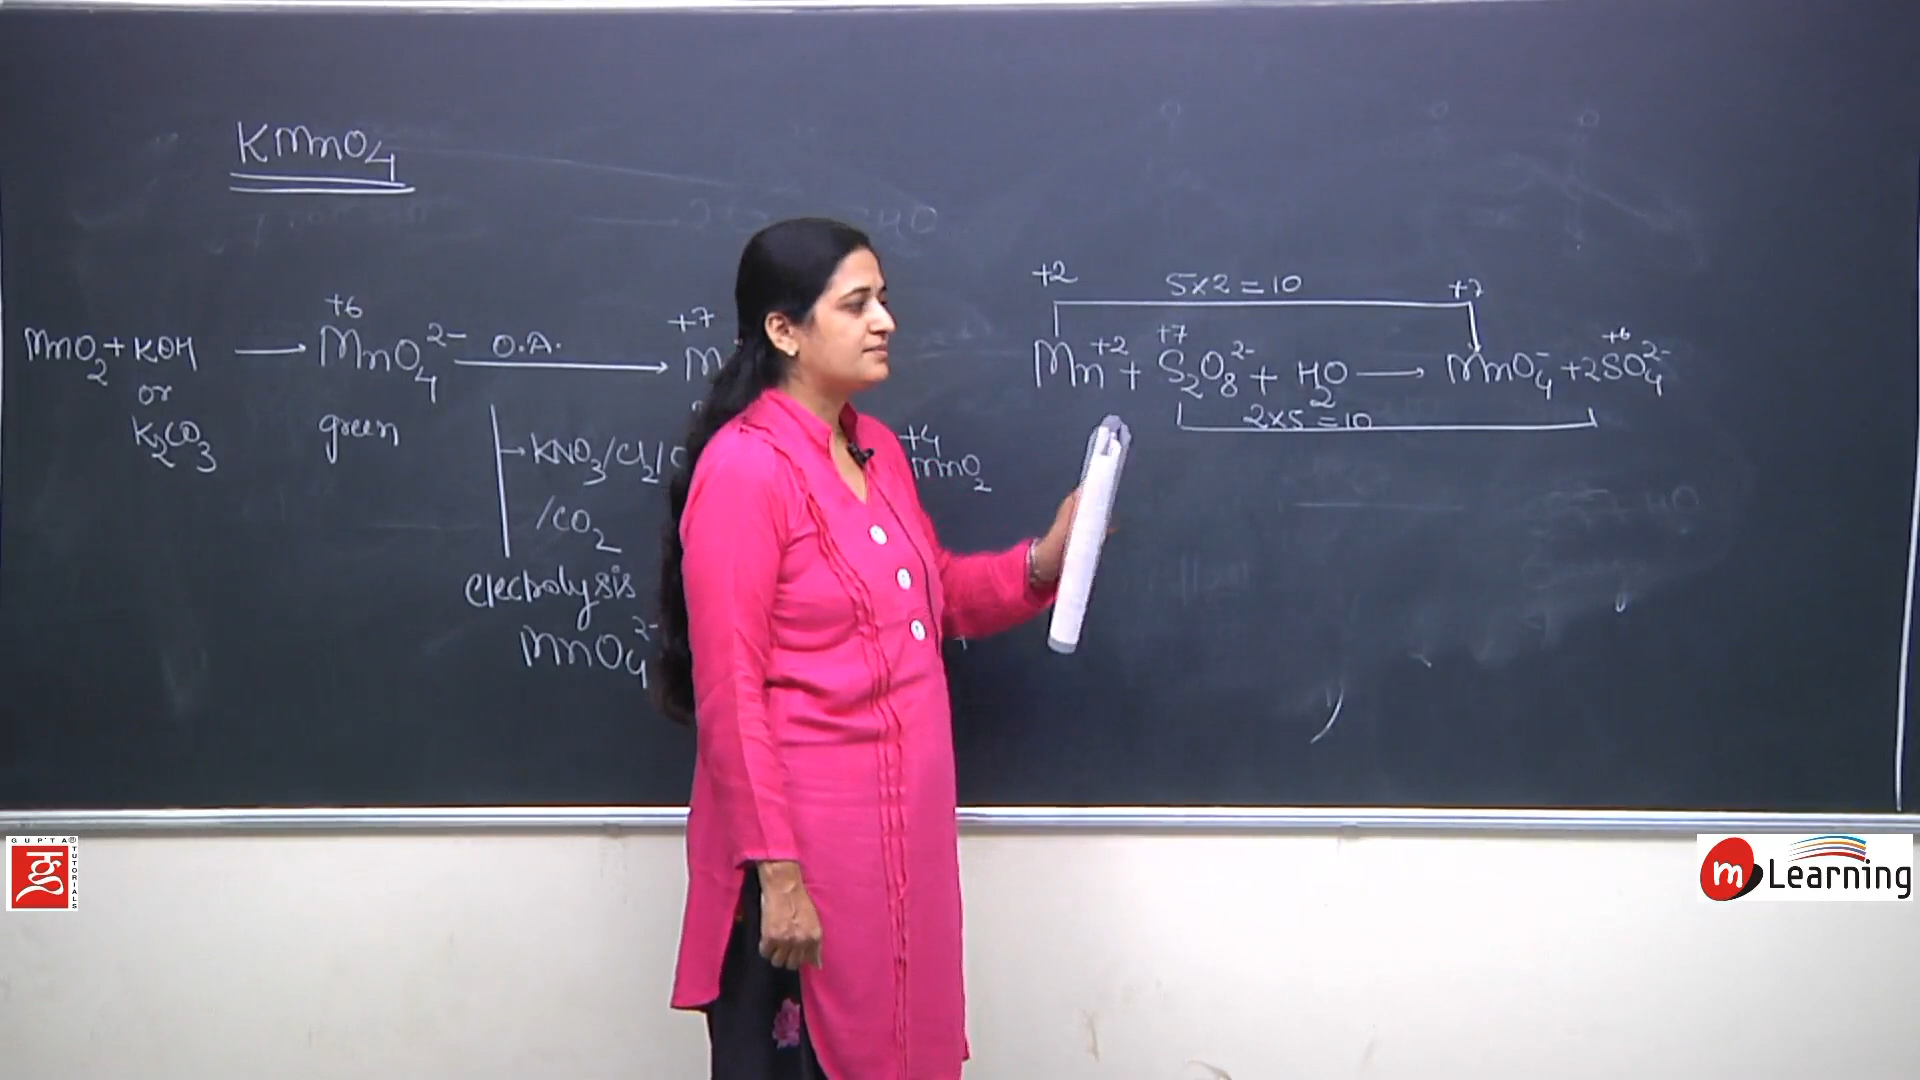 KMnO4
+6
+7
MnO2 + KOH → MnO4 2- O.A. → M
or
K2CO3
green
→ KNO3/Cl2/
/CO2
electrolysis
MnO4 2-
+4
MnO2
+2 5×2=10 +7
+7 +6
Mn+2 + S2O8 2- + H2O → MnO4- + 2SO4 2-
2×5=10
GUPTA®
TUTORIALS
m Learning